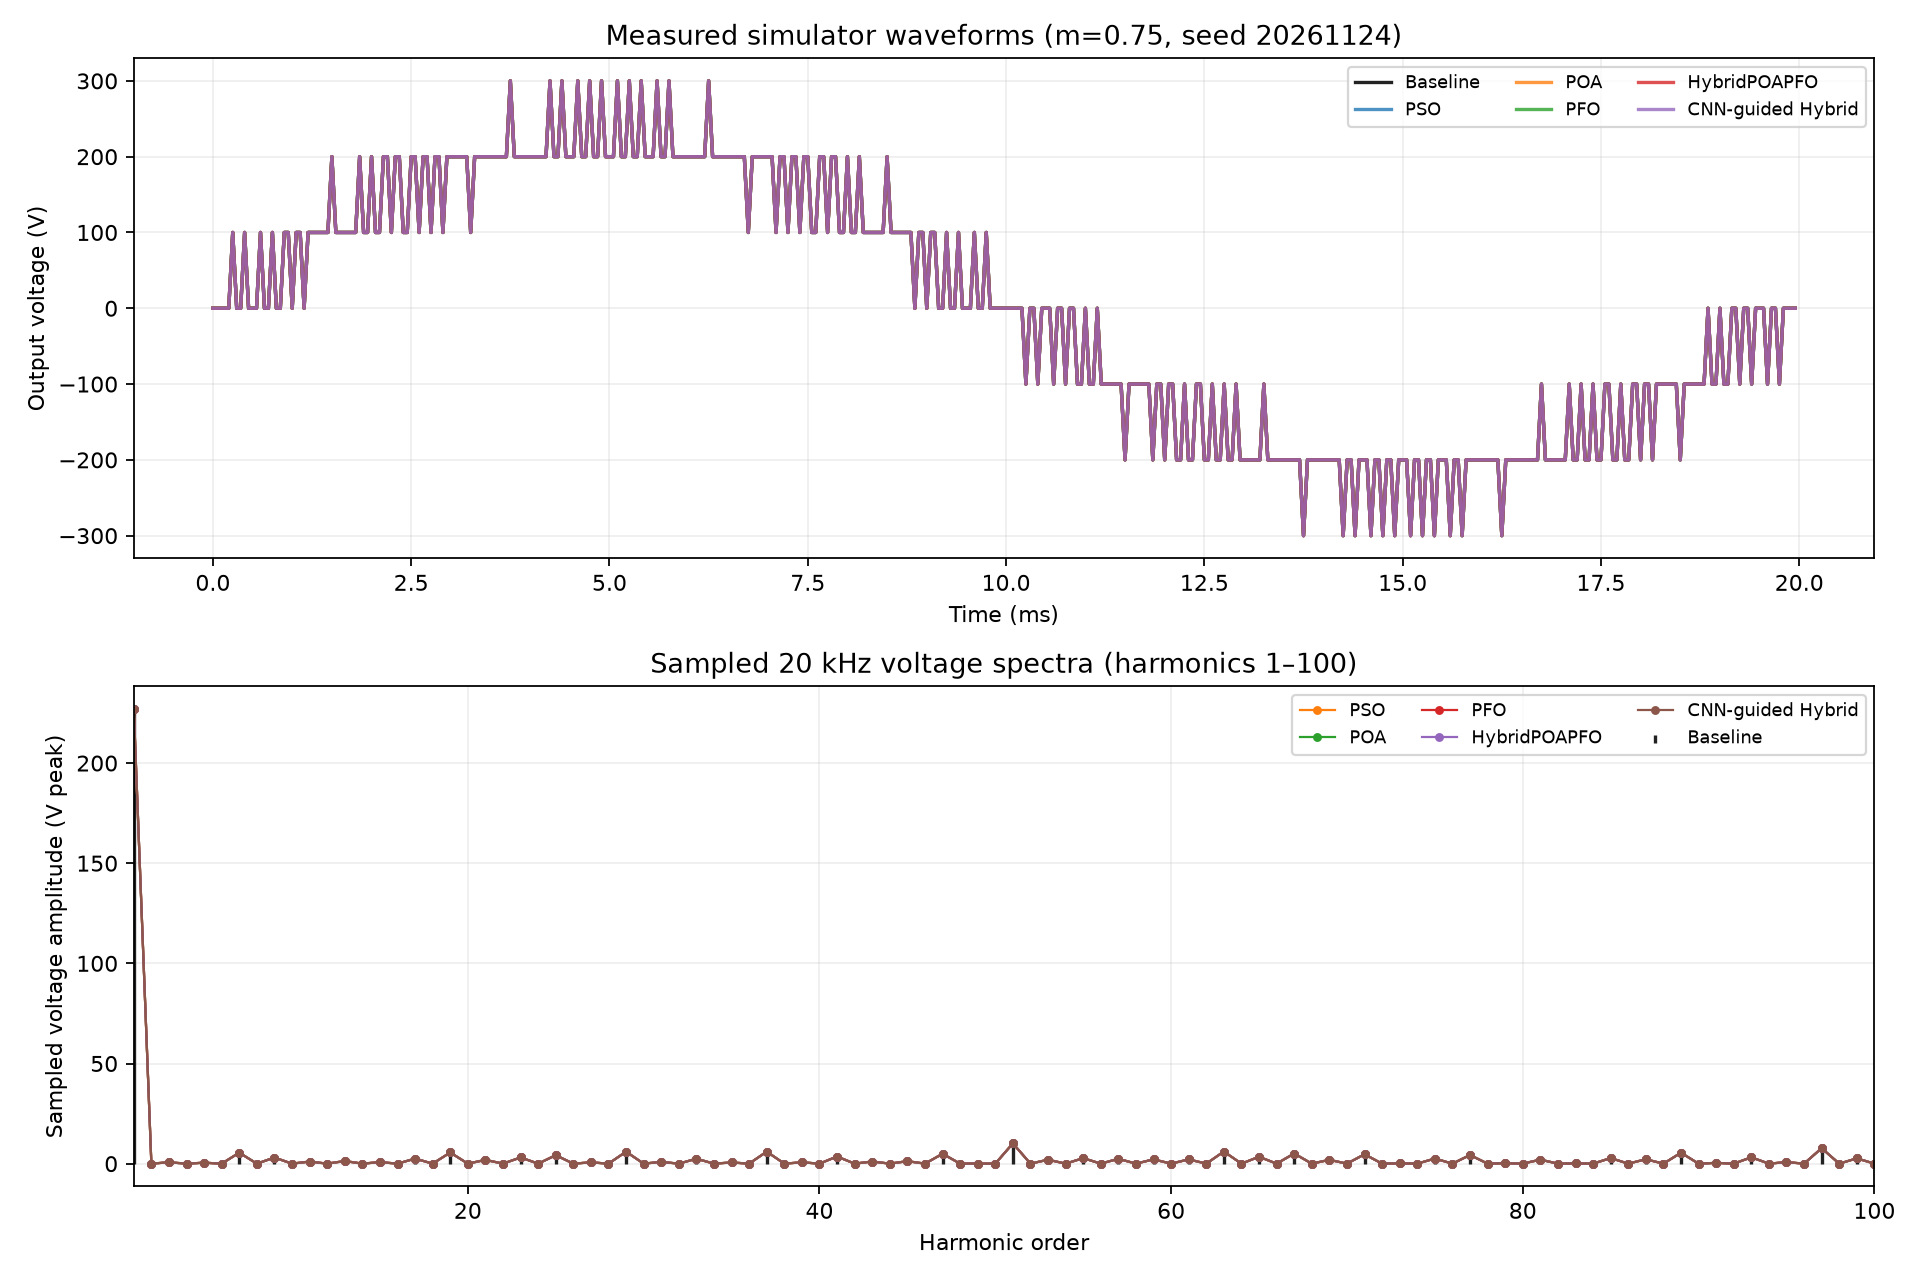 Measured simulator waveforms (m=0.75, seed 20261124)
Output voltage (V)
300
200
100
0
−100
−200
−300
Baseline POA HybridPOAPFO
PSO PFO CNN-guided Hybrid
0.0 2.5 5.0 7.5 10.0 12.5 15.0 17.5 20.0
Time (ms)
Sampled 20 kHz voltage spectra (harmonics 1–100)
Sampled voltage amplitude (V peak)
200
150
100
50
0
PSO PFO CNN-guided Hybrid
POA HybridPOAPFO Baseline
20 40 60 80 100
Harmonic order